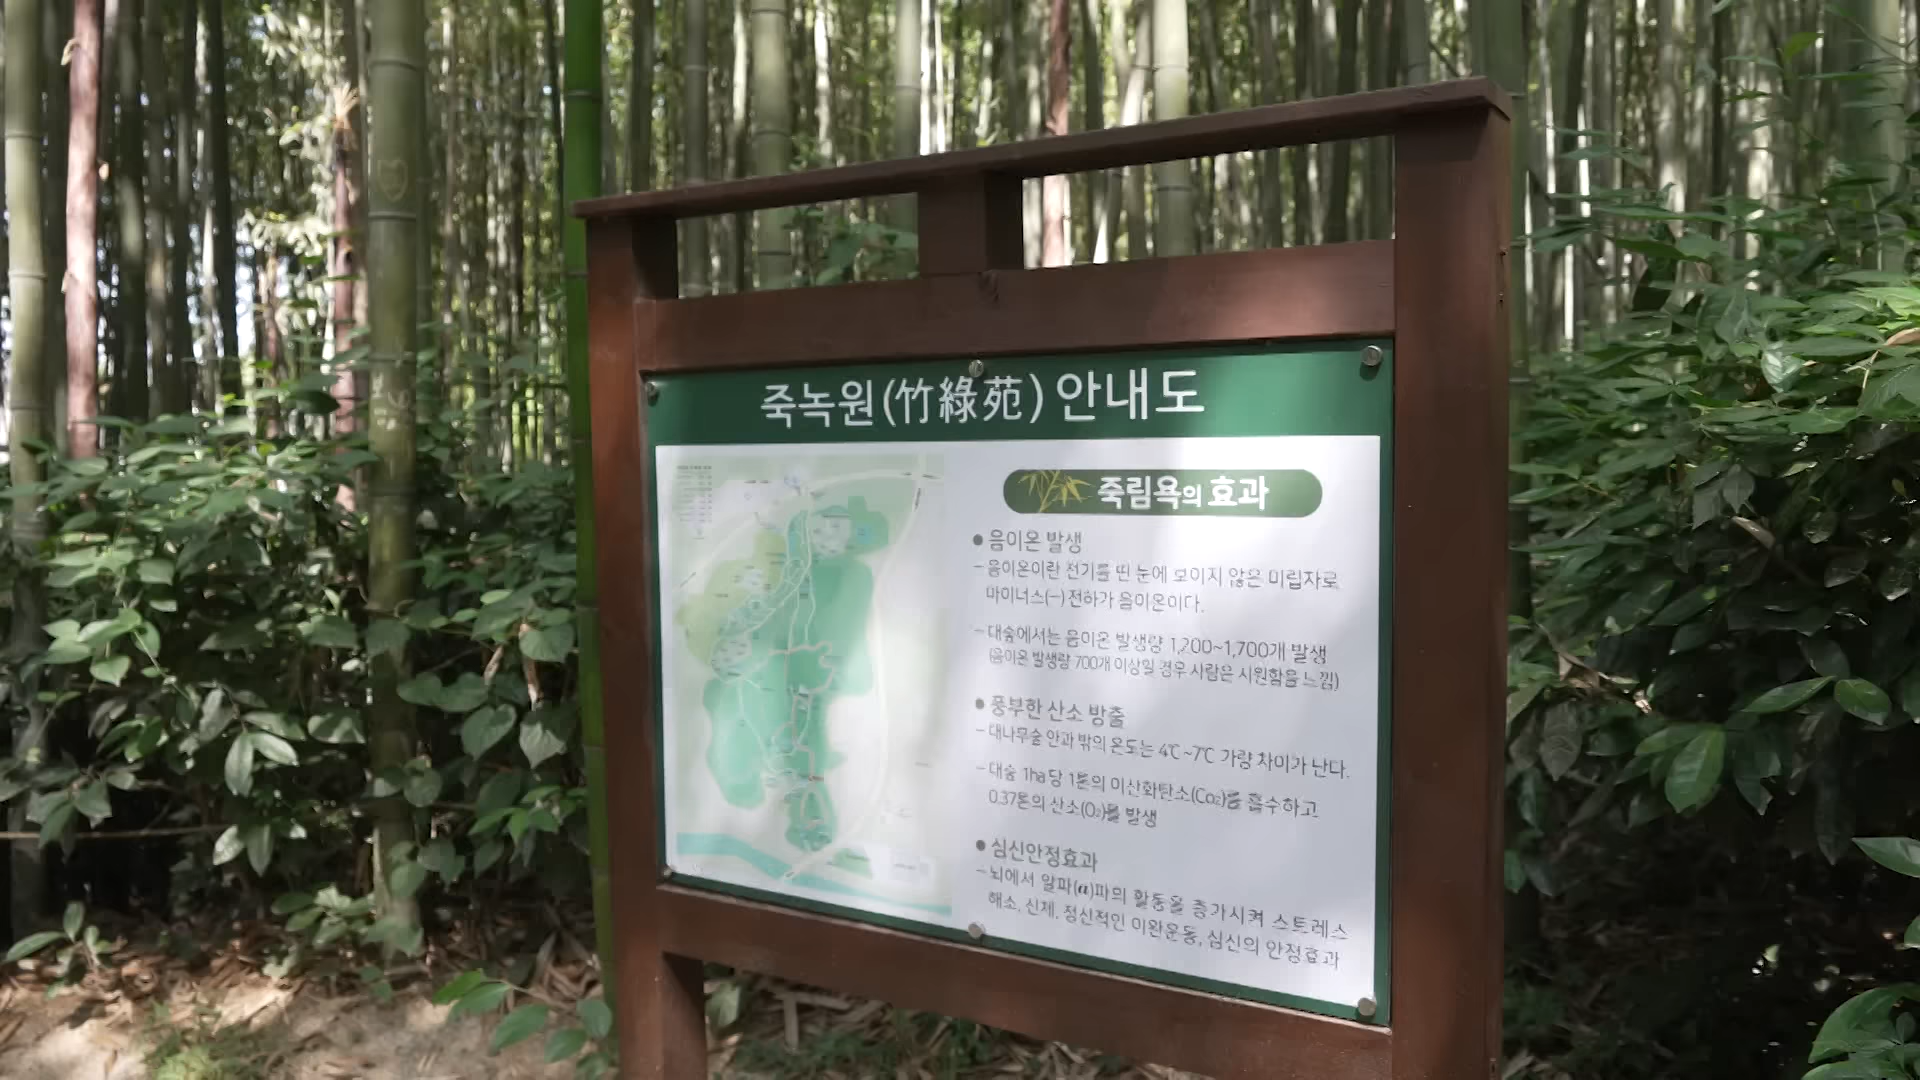 죽녹원(竹綠苑) 안내도
죽림욕의 효과
● 음이온 발생
- 음이온이란 전기를 띤 눈에 보이지 않은 미립자로
마이너스(-) 전하가 음이온이다.
- 대숲에서는 음이온 발생량 1,200~1,700개 발생
(음이온 발생량 700개 이상일 경우 사람은 시원함을 느낌)
● 풍부한 산소 방출
- 대나무숲 안과 밖의 온도는 4℃~7℃ 가량 차이가 난다.
- 대숲 1ha당 1톤의 이산화탄소(Co₂)를 흡수하고
0.37톤의 산소(O₂)를 발생
● 심신안정효과
- 뇌에서 알파(α)파의 활동을 증가시켜 스트레스
해소, 신체, 정신적인 이완운동, 심신의 안정효과